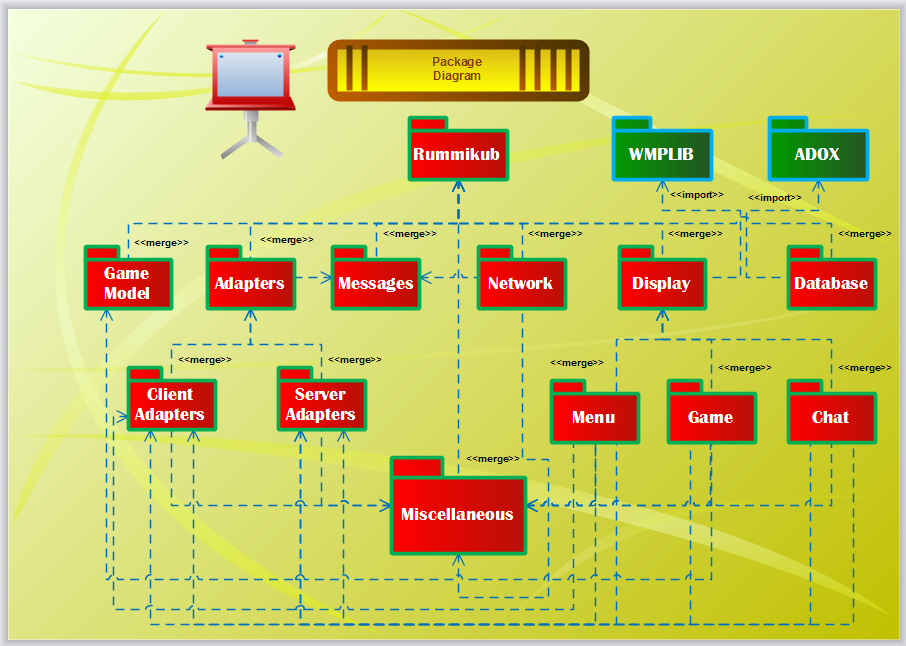 Package
Diagram
Rummikub
WMPLIB
ADOX
<<import>>
<<import>>
<<merge>>
<<merge>>
<<merge>>
<<merge>>
<<merge>>
<<merge>>
Game
Model
Adapters
Messages
Network
Display
Database
<<merge>>
<<merge>>
<<merge>>
<<merge>>
<<merge>>
Client
Adapters
Server
Adapters
Menu
Game
Chat
<<merge>>
Miscellaneous